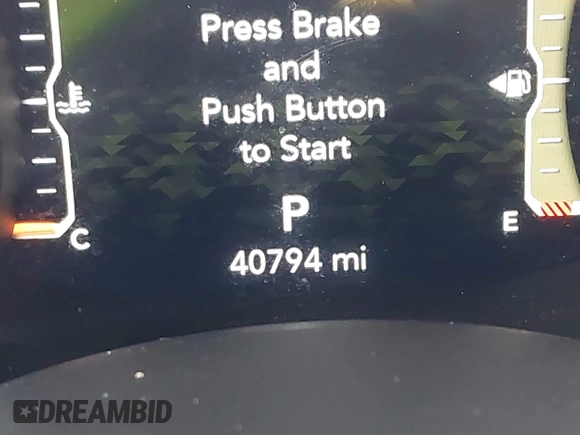 Press Brake
and
Push Button
to Start
P
C
E
40794 mi
DREAMBID